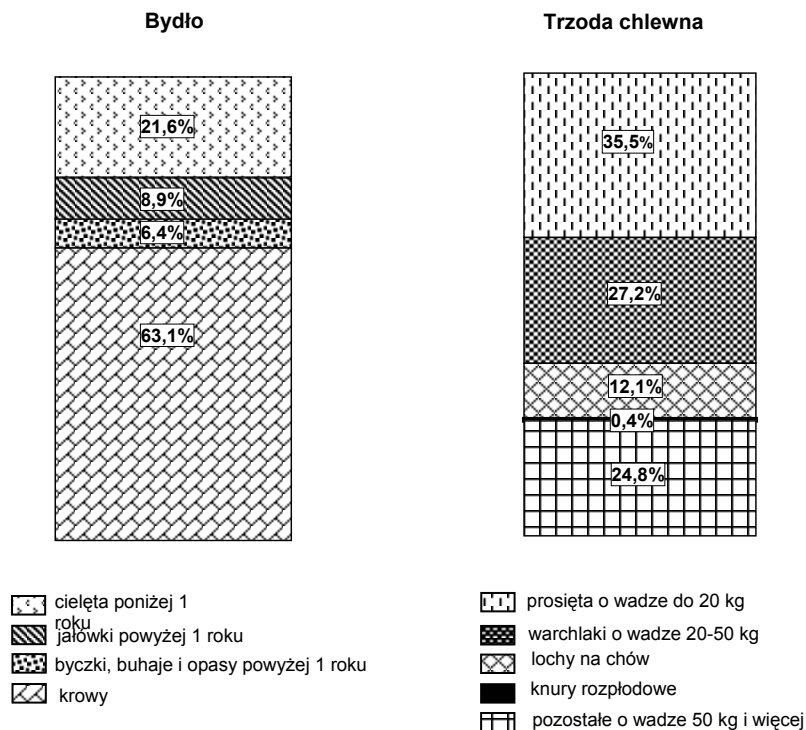 Bydło
21,6%
8,9%
6,4%
63,1%
cielęta poniżej 1
roku
jałówki powyżej 1 roku
byczki, buhaje i opasy powyżej 1 roku
krowy
Trzoda chlewna
35,5%
27,2%
12,1%
0,4%
24,8%
prosięta o wadze do 20 kg
warchlaki o wadze 20-50 kg
lochy na chów
knury rozpłodowe
pozostałe o wadze 50 kg i więcej